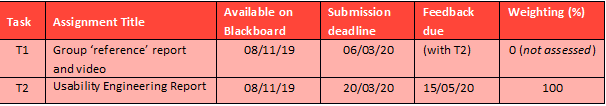 Task Assignment Title Available on Blackboard Submission deadline Feedback due Weighting (%)
T1 Group ‘reference’ report and video 08/11/19 06/03/20 (with T2) 0 (not assessed)
T2 Usability Engineering Report 08/11/19 20/03/20 15/05/20 100